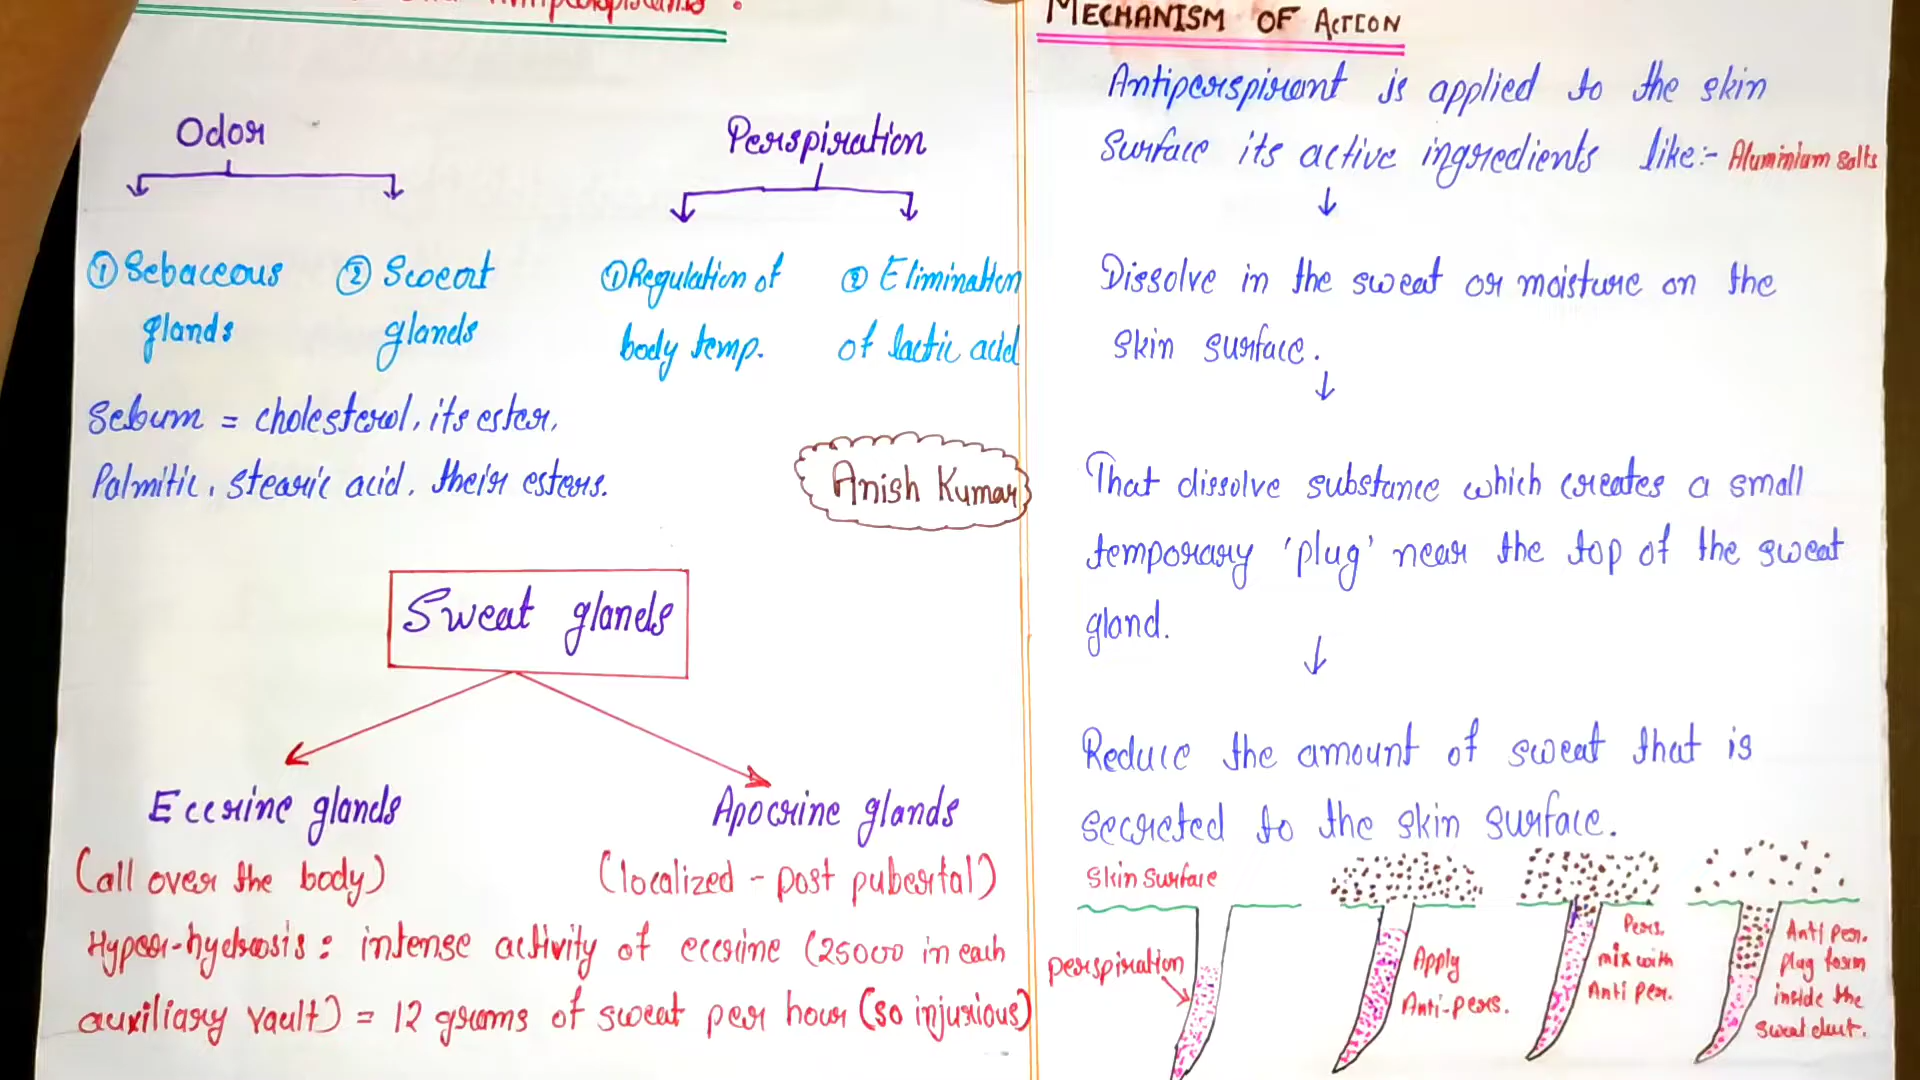 Antiperspirants :
Odor
Perspiration
① Sebaceous glands
② Sweat glands
① Regulation of body temp.
② Elimination of lactic acid
Sebum = cholesterol, its ester,
Palmitic, stearic acid, their esters.
Anish Kumar
Sweat glands
Eccrine glands
Apocrine glands
(all over the body)
(localized - post pubertal)
Hyper-hydrosis : intense activity of eccrine (25000 in each
auxiliary vault) = 12 grams of sweat per hour (so injurious)
MECHANISM OF ACTION
Antiperspirant is applied to the skin
surface its active ingredients like:- Aluminium salts
↓
Dissolve in the sweat or moisture on the
skin surface.
↓
That dissolve substance which creates a small
temporary 'plug' near the top of the sweat
gland.
↓
Reduce the amount of sweat that is
secreted to the skin surface.
Skin surface
perspiration
Apply
Anti-pers.
Pers.
mix with
Anti per.
Anti per.
plug form
inside the
sweat duct.